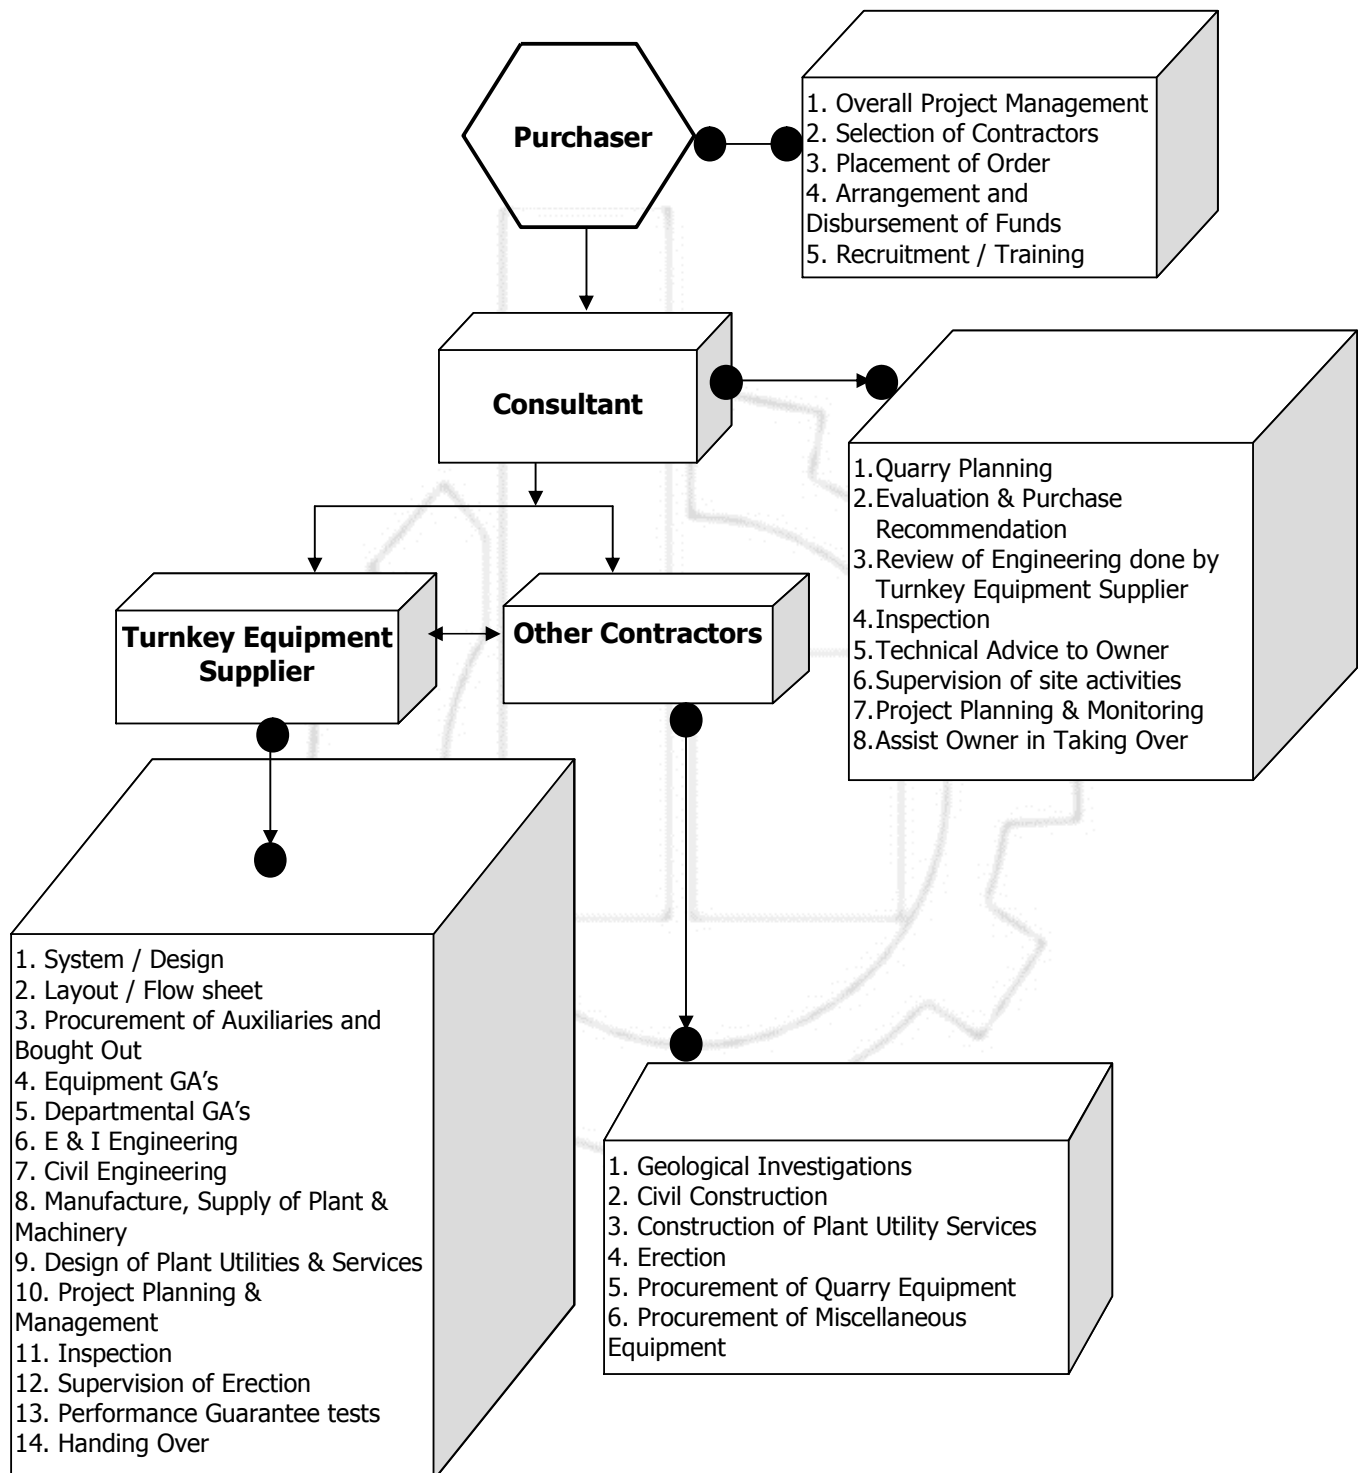 Purchaser
1. Overall Project Management
2. Selection of Contractors
3. Placement of Order
4. Arrangement and
Disbursement of Funds
5. Recruitment / Training
Consultant
1.Quarry Planning
2.Evaluation & Purchase
Recommendation
3.Review of Engineering done by
Turnkey Equipment Supplier
4.Inspection
5.Technical Advice to Owner
6.Supervision of site activities
7.Project Planning & Monitoring
8.Assist Owner in Taking Over
Turnkey Equipment
Supplier
Other Contractors
1. System / Design
2. Layout / Flow sheet
3. Procurement of Auxiliaries and
Bought Out
4. Equipment GA’s
5. Departmental GA’s
6. E & I Engineering
7. Civil Engineering
8. Manufacture, Supply of Plant &
Machinery
9. Design of Plant Utilities & Services
10. Project Planning &
Management
11. Inspection
12. Supervision of Erection
13. Performance Guarantee tests
14. Handing Over
1. Geological Investigations
2. Civil Construction
3. Construction of Plant Utility Services
4. Erection
5. Procurement of Quarry Equipment
6. Procurement of Miscellaneous
Equipment